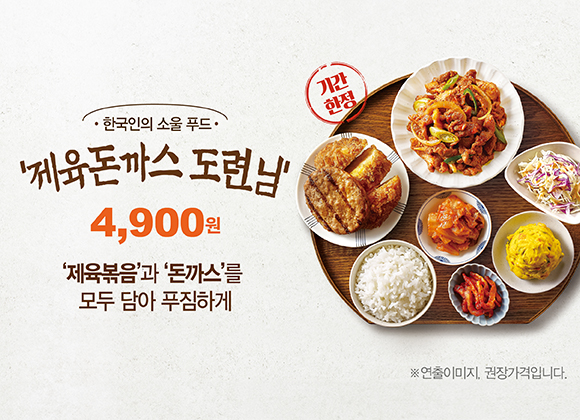 • 한국인의 소울 푸드 •
'제육돈까스 도련님'
4,900원
'제육볶음'과 '돈까스'를
모두 담아 푸짐하게
기간
한정
※연출이미지, 권장가격입니다.